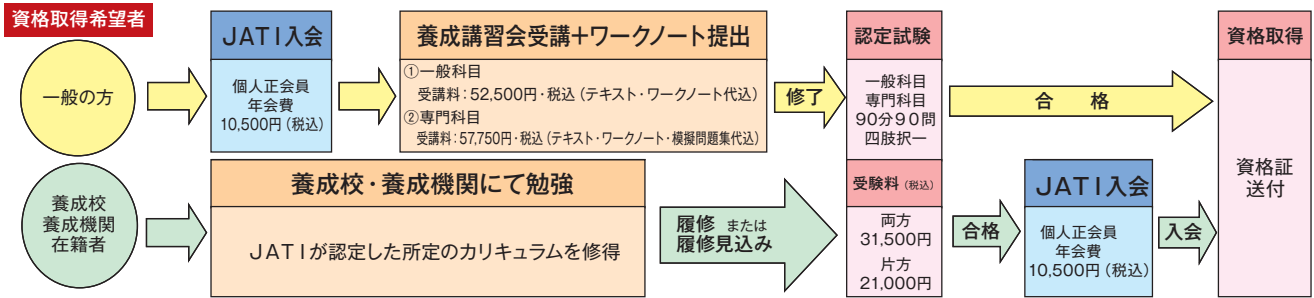 資格取得希望者
一般の方
JATI入会
個人正会員
年会費
10,500円(税込)
養成講習会受講+ワークノート提出
①一般科目
受講料:52,500円・税込(テキスト・ワークノート代込)
②専門科目
受講料:57,750円・税込(テキスト・ワークノート・模擬問題集代込)
修了
認定試験
一般科目
専門科目
90分90問
四肢択一
合　格
資格取得
資格証
送付
養成校
養成機関
在籍者
養成校・養成機関にて勉強
JATIが認定した所定のカリキュラムを修得
履修 または
履修見込み
受験料(税込)
両方
31,500円
片方
21,000円
合格
JATI入会
個人正会員
年会費
10,500円(税込)
入会